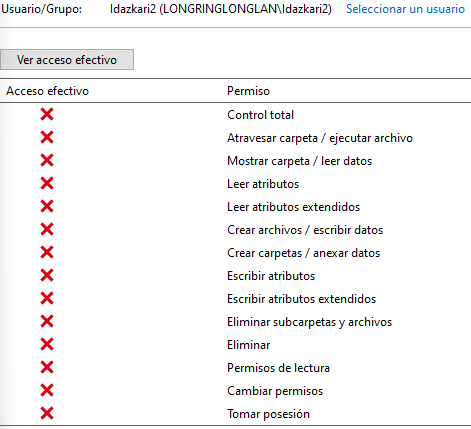 Usuario/Grupo: Idazkari2 (LONGRINGLONGLAN\Idazkari2) Seleccionar un usuario
Ver acceso efectivo
Acceso efectivo Permiso
Control total
Atravesar carpeta / ejecutar archivo
Mostrar carpeta / leer datos
Leer atributos
Leer atributos extendidos
Crear archivos / escribir datos
Crear carpetas / anexar datos
Escribir atributos
Escribir atributos extendidos
Eliminar subcarpetas y archivos
Eliminar
Permisos de lectura
Cambiar permisos
Tomar posesión